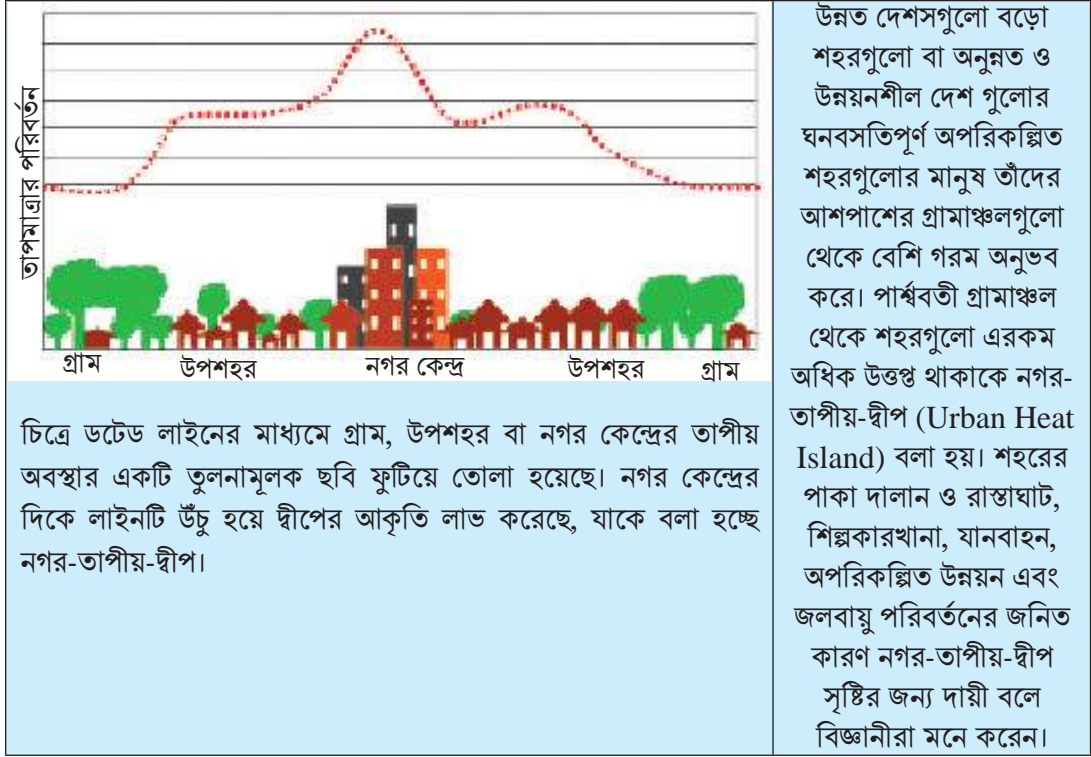 তাপমাত্রার পরিবর্তন
গ্রাম
উপশহর
নগর কেন্দ্র
উপশহর
গ্রাম
চিত্রে ডটেড লাইনের মাধ্যমে গ্রাম, উপশহর বা নগর কেন্দ্রের তাপীয়
অবস্থার একটি তুলনামূলক ছবি ফুটিয়ে তোলা হয়েছে। নগর কেন্দ্রের
দিকে লাইনটি উঁচু হয়ে দ্বীপের আকৃতি লাভ করেছে, যাকে বলা হচ্ছে
নগর-তাপীয়-দ্বীপ।
উন্নত দেশসগুলো বড়ো
শহরগুলো বা অনুন্নত ও
উন্নয়নশীল দেশ গুলোর
ঘনবসতিপূর্ণ অপরিকল্পিত
শহরগুলোর মানুষ তাঁদের
আশপাশের গ্রামাঞ্চলগুলো
থেকে বেশি গরম অনুভব
করে। পার্শ্ববতী গ্রামাঞ্চল
থেকে শহরগুলো এরকম
অধিক উত্তপ্ত থাকাকে নগর-
তাপীয়-দ্বীপ (Urban Heat
Island) বলা হয়। শহরের
পাকা দালান ও রাস্তাঘাট,
শিল্পকারখানা, যানবাহন,
অপরিকল্পিত উন্নয়ন এবং
জলবায়ু পরিবর্তনের জনিত
কারণ নগর-তাপীয়-দ্বীপ
সৃষ্টির জন্য দায়ী বলে
বিজ্ঞানীরা মনে করেন।